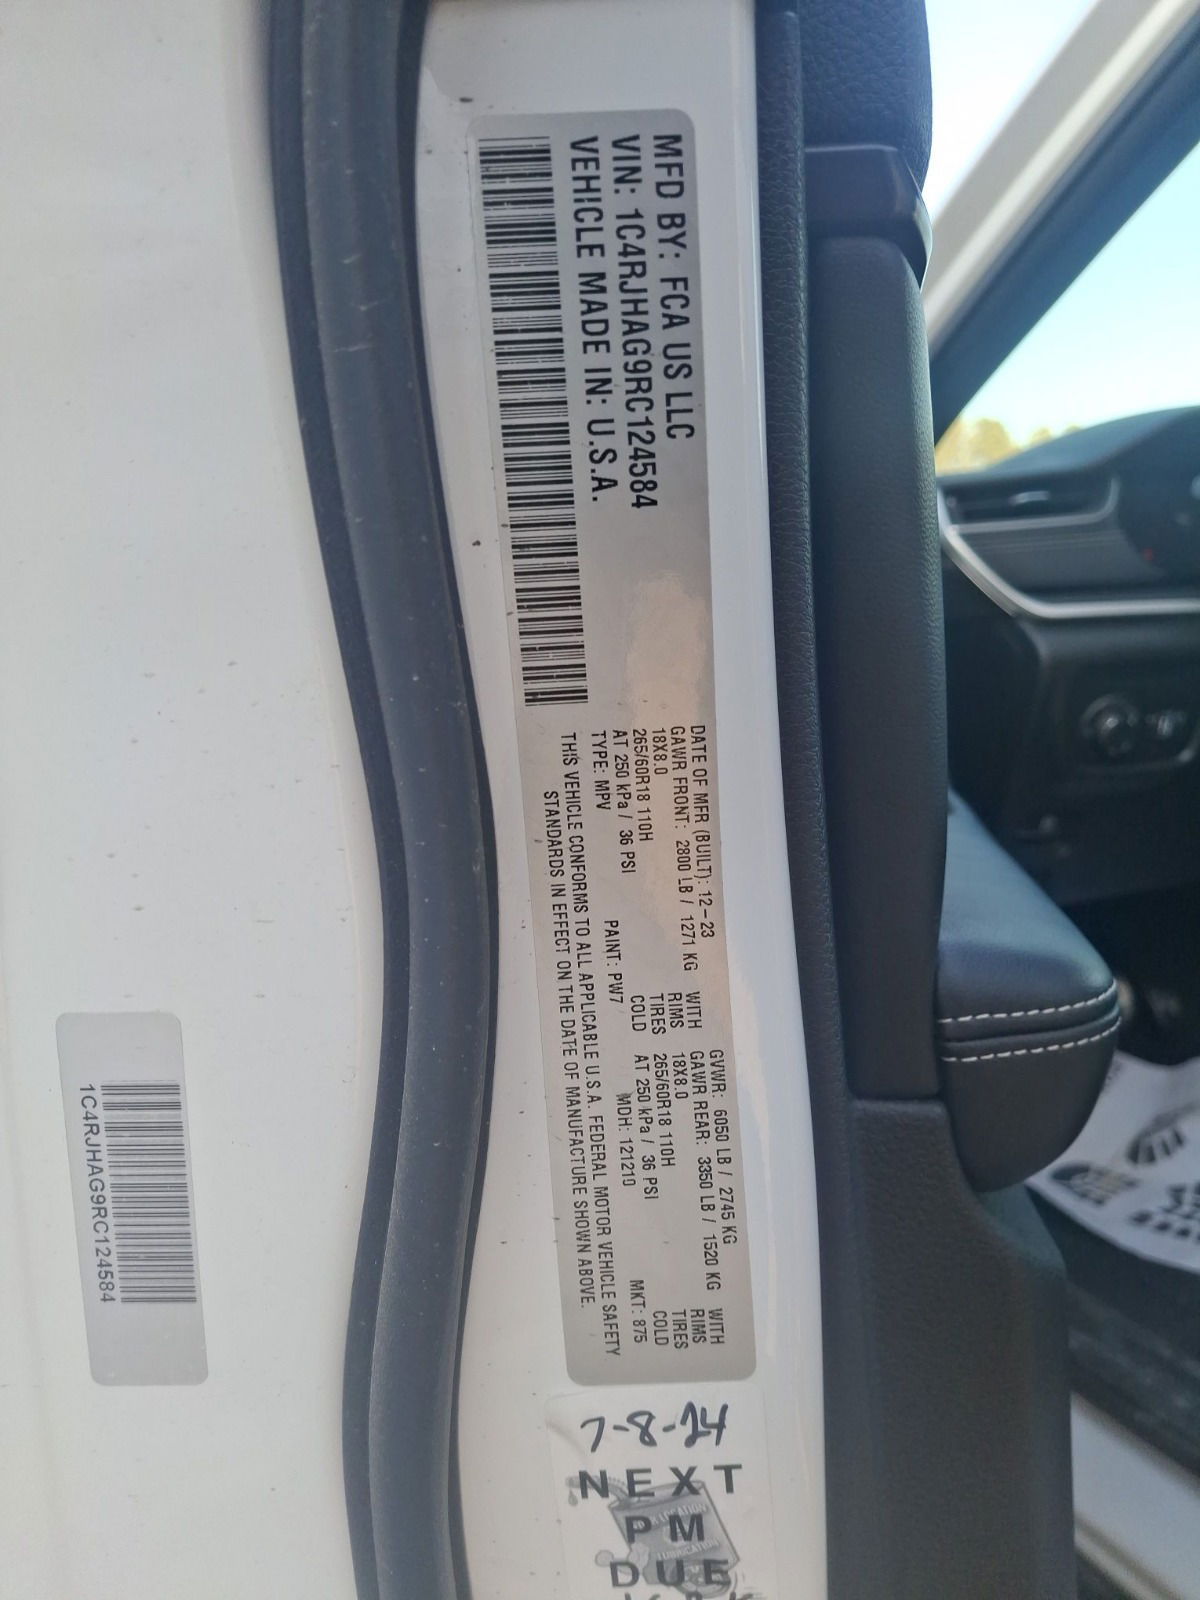 MFD BY: FCA US LLC
VIN: 1C4RJHAG9RC124584
VEHICLE MADE IN: U.S.A.
DATE OF MFR (BUILT): 12-23
GVWR: 6050 LB / 2745 KG
GAWR FRONT: 2800 LB / 1271 KG WITH
GAWR REAR: 3350 LB / 1520 KG WITH
18X8.0 RIMS 18X8.0 RIMS
265/60R18 110H TIRES 265/60R18 110H TIRES
AT 250 kPa / 36 PSI COLD AT 250 kPa / 36 PSI COLD
TYPE: MPV PAINT: PW7 MDH: 121210 MKT: 875
THIS VEHICLE CONFORMS TO ALL APPLICABLE U.S.A. FEDERAL MOTOR VEHICLE SAFETY
STANDARDS IN EFFECT ON THE DATE OF MANUFACTURE SHOWN ABOVE.
1C4RJHAG9RC124584
7-8-24
NEXT
PM
DUE
LOCATION
LUBRICATION